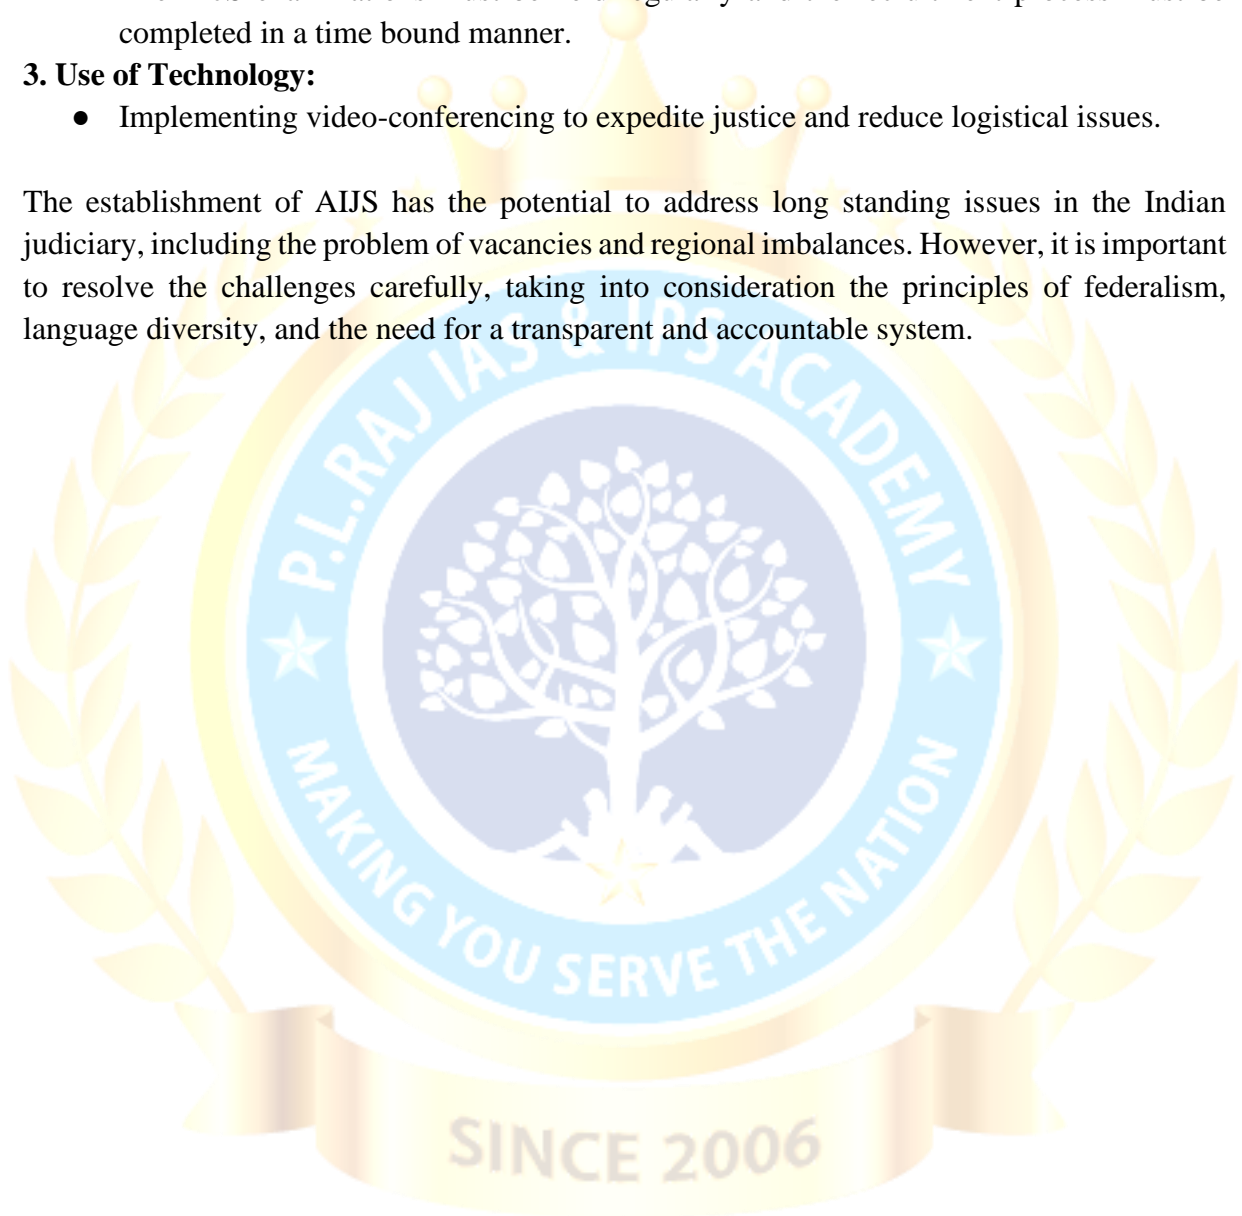 completed in a time bound manner.
3. Use of Technology:
● Implementing video-conferencing to expedite justice and reduce logistical issues.
The establishment of AIJS has the potential to address long standing issues in the Indian
judiciary, including the problem of vacancies and regional imbalances. However, it is important
to resolve the challenges carefully, taking into consideration the principles of federalism,
language diversity, and the need for a transparent and accountable system.
P.L.RAJ IAS & IPS ACADEMY
MAKING YOU SERVE THE NATION
SINCE 2006